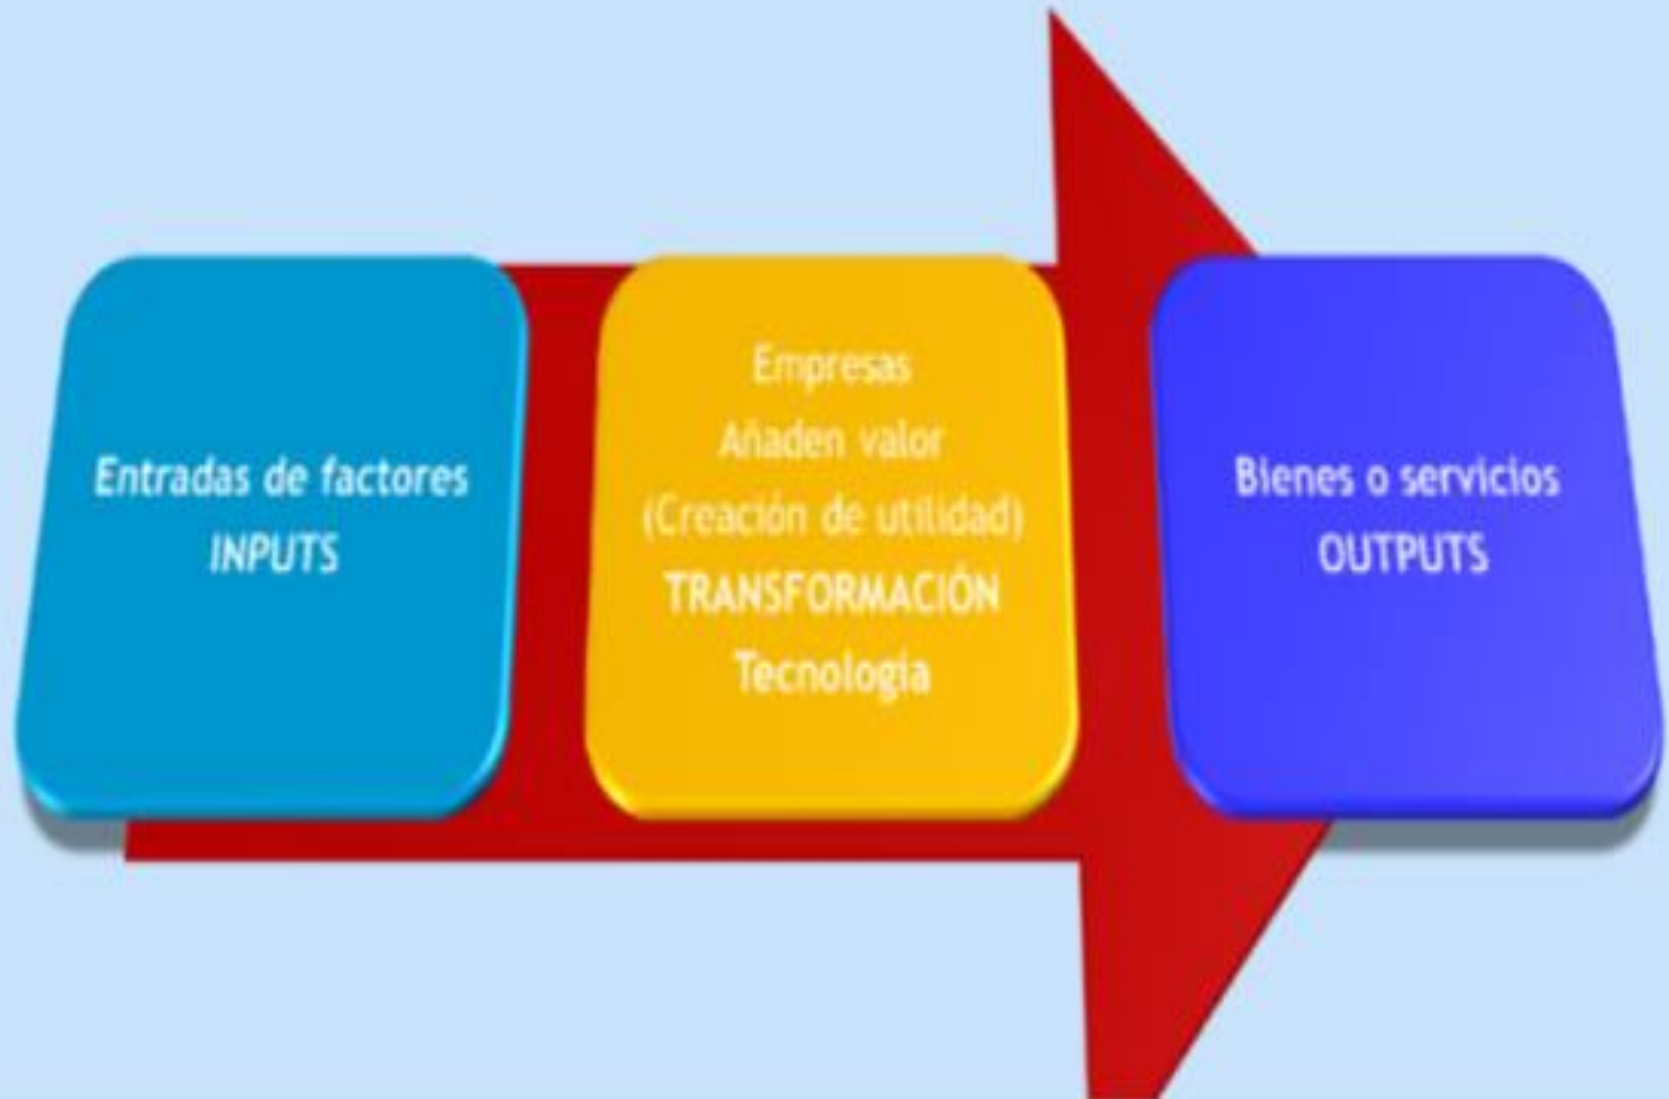 Entradas de factores
INPUTS
Empresas
Añaden valor
(Creación de utilidad)
TRANSFORMACIÓN
Tecnología
Bienes o servicios
OUTPUTS